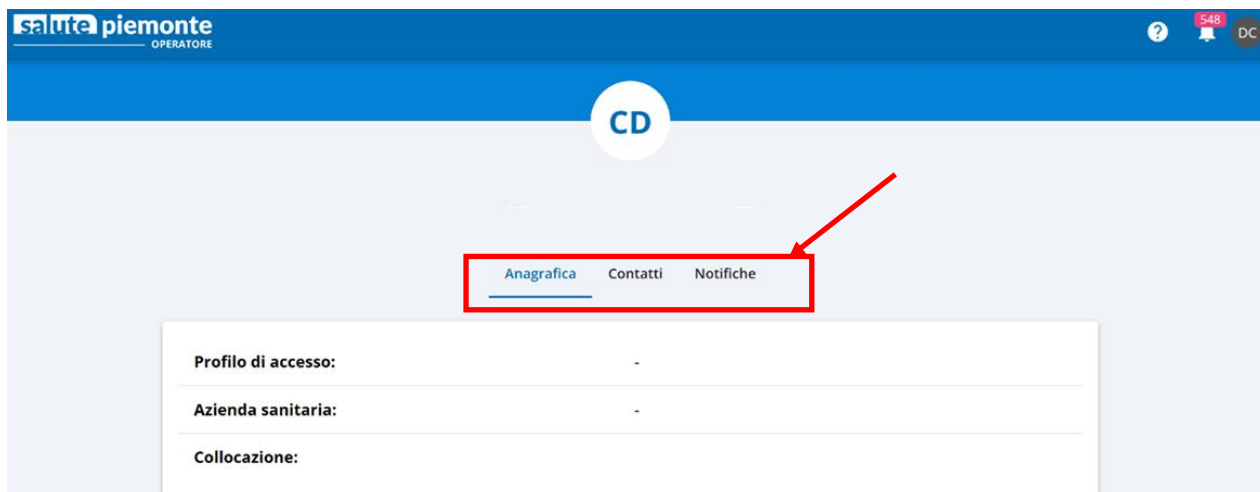 salute piemonte
OPERATORE
548
DC
CD
Anagrafica Contatti Notifiche
Profilo di accesso: -
Azienda sanitaria: -
Collocazione: